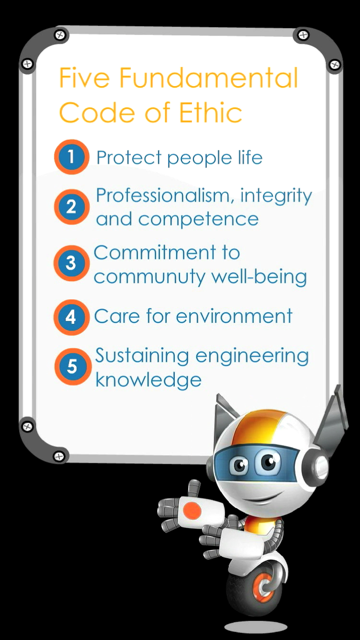 Five Fundamental
Code of Ethic
1 Protect people life
2 Professionalism, integrity
and competence
3 Commitment to
communuty well-being
4 Care for environment
5 Sustaining engineering
knowledge